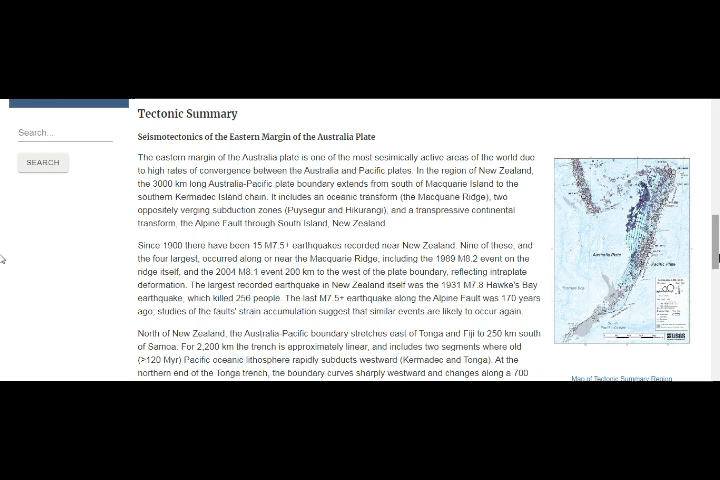 Tectonic Summary
Search...
Seismotectonics of the Eastern Margin of the Australia Plate
SEARCH
The eastern margin of the Australia plate is one of the most sesimically active areas of the world due
to high rates of convergence between the Australia and Pacific plates. In the region of New Zealand,
the 3000 km long Australia-Pacific plate boundary extends from south of Macquarie Island to the
southern Kermadec Island chain. It includes an oceanic transform (the Macquarie Ridge), two
oppositely verging subduction zones (Puysegur and Hikurangi), and a transpressive continental
transform, the Alpine Fault through South Island, New Zealand.
Since 1900 there have been 15 M7.5+ earthquakes recorded near New Zealand. Nine of these, and
the four largest, occurred along or near the Macquarie Ridge, including the 1989 M8.2 event on the
ridge itself, and the 2004 M8.1 event 200 km to the west of the plate boundary, reflecting intraplate
deformation. The largest recorded earthquake in New Zealand itself was the 1931 M7.8 Hawke's Bay
earthquake, which killed 256 people. The last M7.5+ earthquake along the Alpine Fault was 170 years
ago; studies of the faults' strain accumulation suggest that similar events are likely to occur again.
North of New Zealand, the Australia-Pacific boundary stretches east of Tonga and Fiji to 250 km south
of Samoa. For 2,200 km the trench is approximately linear, and includes two segments where old
(>120 Myr) Pacific oceanic lithosphere rapidly subducts westward (Kermadec and Tonga). At the
northern end of the Tonga trench, the boundary curves sharply westward and changes along a 700
Australia Plate
Pacific Plate
USGS
Map of Tectonic Summary Region